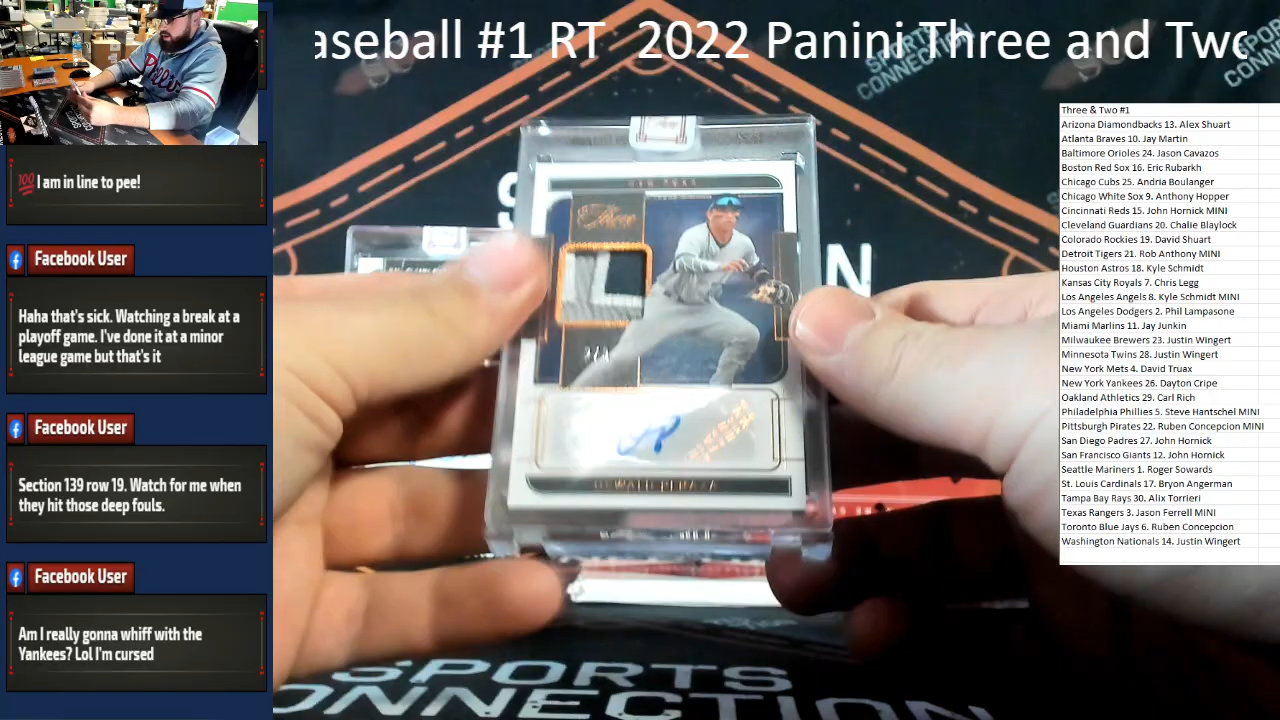 aseball #1 RT 2022 Panini Three and Two
Phillies
💯 I am in line to pee!
Facebook User
Haha that's sick. Watching a break at a
playoff game. I've done it at a minor
league game but that's it
Facebook User
Section 139 row 19. Watch for me when
they hit those deep fouls.
Facebook User
Am I really gonna whiff with the
Yankees? Lol I'm cursed
SPORTS
CONNECTION
NEW YORK
Three
OSWALD PERAZA
SPORTS
ONNECTION
Three & Two #1
Arizona Diamondbacks 13. Alex Shuart
Atlanta Braves 10. Jay Martin
Baltimore Orioles 24. Jason Cavazos
Boston Red Sox 16. Eric Rubarkh
Chicago Cubs 25. Andria Boulanger
Chicago White Sox 9. Anthony Hopper
Cincinnati Reds 15. John Hornick MINI
Cleveland Guardians 20. Chalie Blaylock
Colorado Rockies 19. David Shuart
Detroit Tigers 21. Rob Anthony MINI
Houston Astros 18. Kyle Schmidt
Kansas City Royals 7. Chris Legg
Los Angeles Angels 8. Kyle Schmidt MINI
Los Angeles Dodgers 2. Phil Lampasone
Miami Marlins 11. Jay Junkin
Milwaukee Brewers 23. Justin Wingert
Minnesota Twins 28. Justin Wingert
New York Mets 4. David Truax
New York Yankees 26. Dayton Cripe
Oakland Athletics 29. Carl Rich
Philadelphia Phillies 5. Steve Hantschel MINI
Pittsburgh Pirates 22. Ruben Concepcion MINI
San Diego Padres 27. John Hornick
San Francisco Giants 12. John Hornick
Seattle Mariners 1. Roger Sowards
St. Louis Cardinals 17. Bryon Angerman
Tampa Bay Rays 30. Alix Torrieri
Texas Rangers 3. Jason Ferrell MINI
Toronto Blue Jays 6. Ruben Concepcion
Washington Nationals 14. Justin Wingert